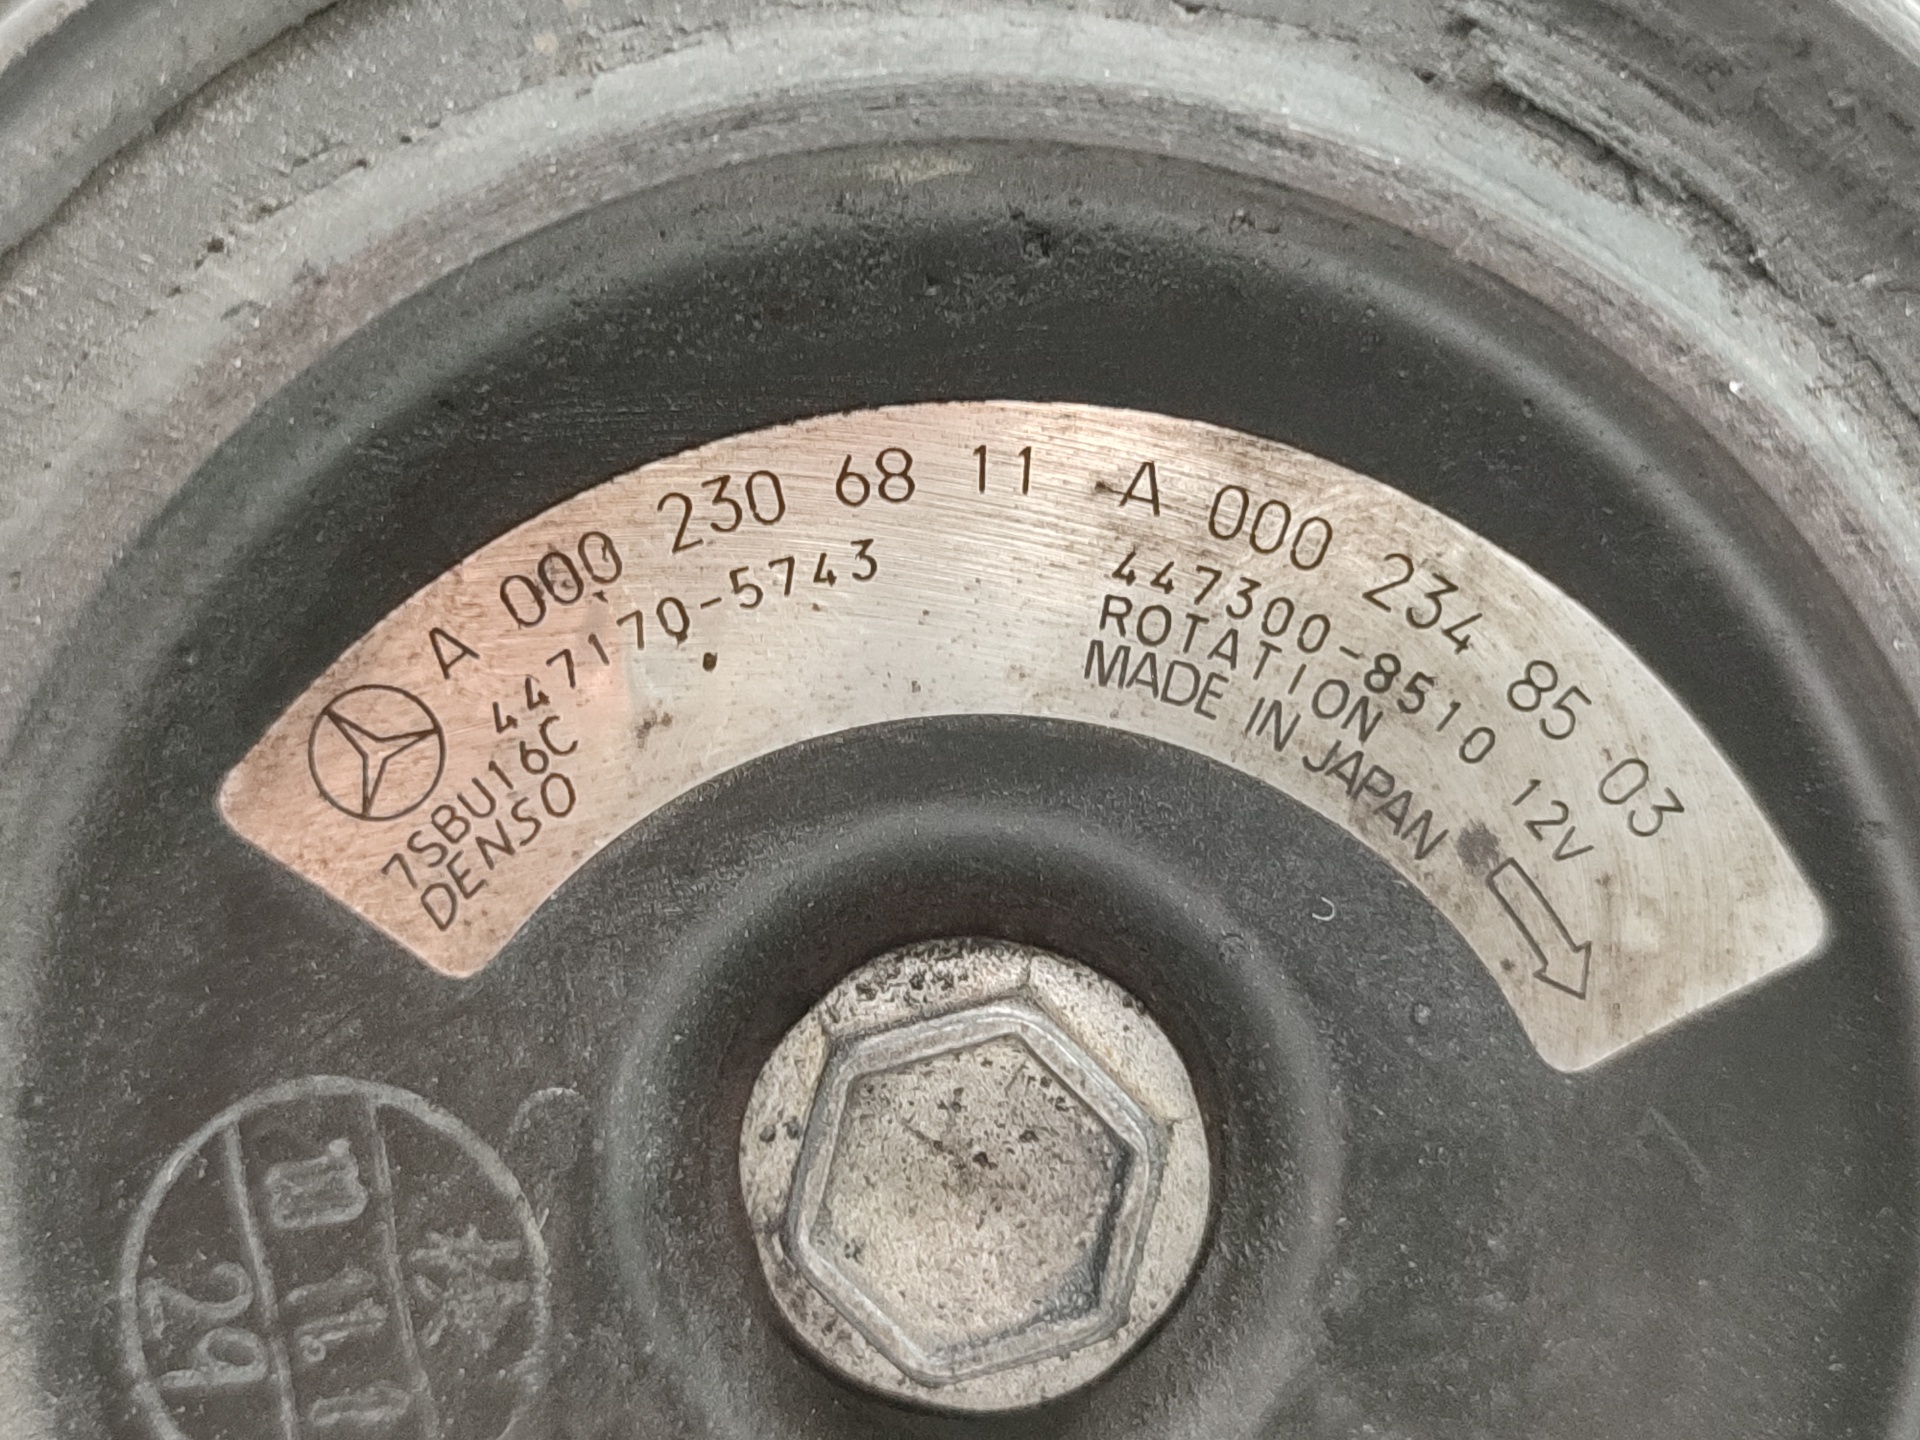 A 000 230 68 11 A 000 234 85 03
447170-5743 447300-8510 12V
7SBU16C ROTATION
DENSO MADE IN JAPAN
29